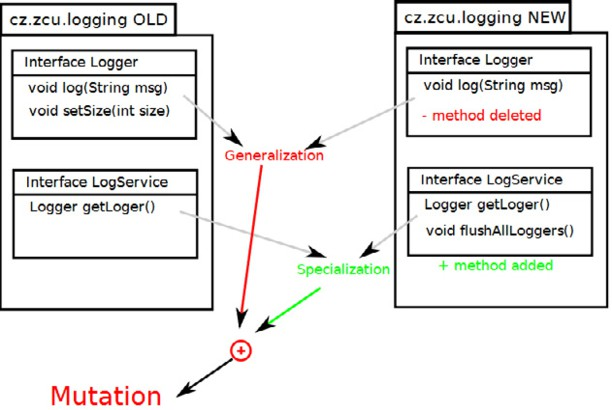 cz.zcu.logging OLD
Interface Logger
void log(String msg)
void setSize(int size)
Interface LogService
Logger getLoger()
cz.zcu.logging NEW
Interface Logger
void log(String msg)
- method deleted
Interface LogService
Logger getLoger()
void flushAllLoggers()
+ method added
Generalization
Specialization
+
Mutation